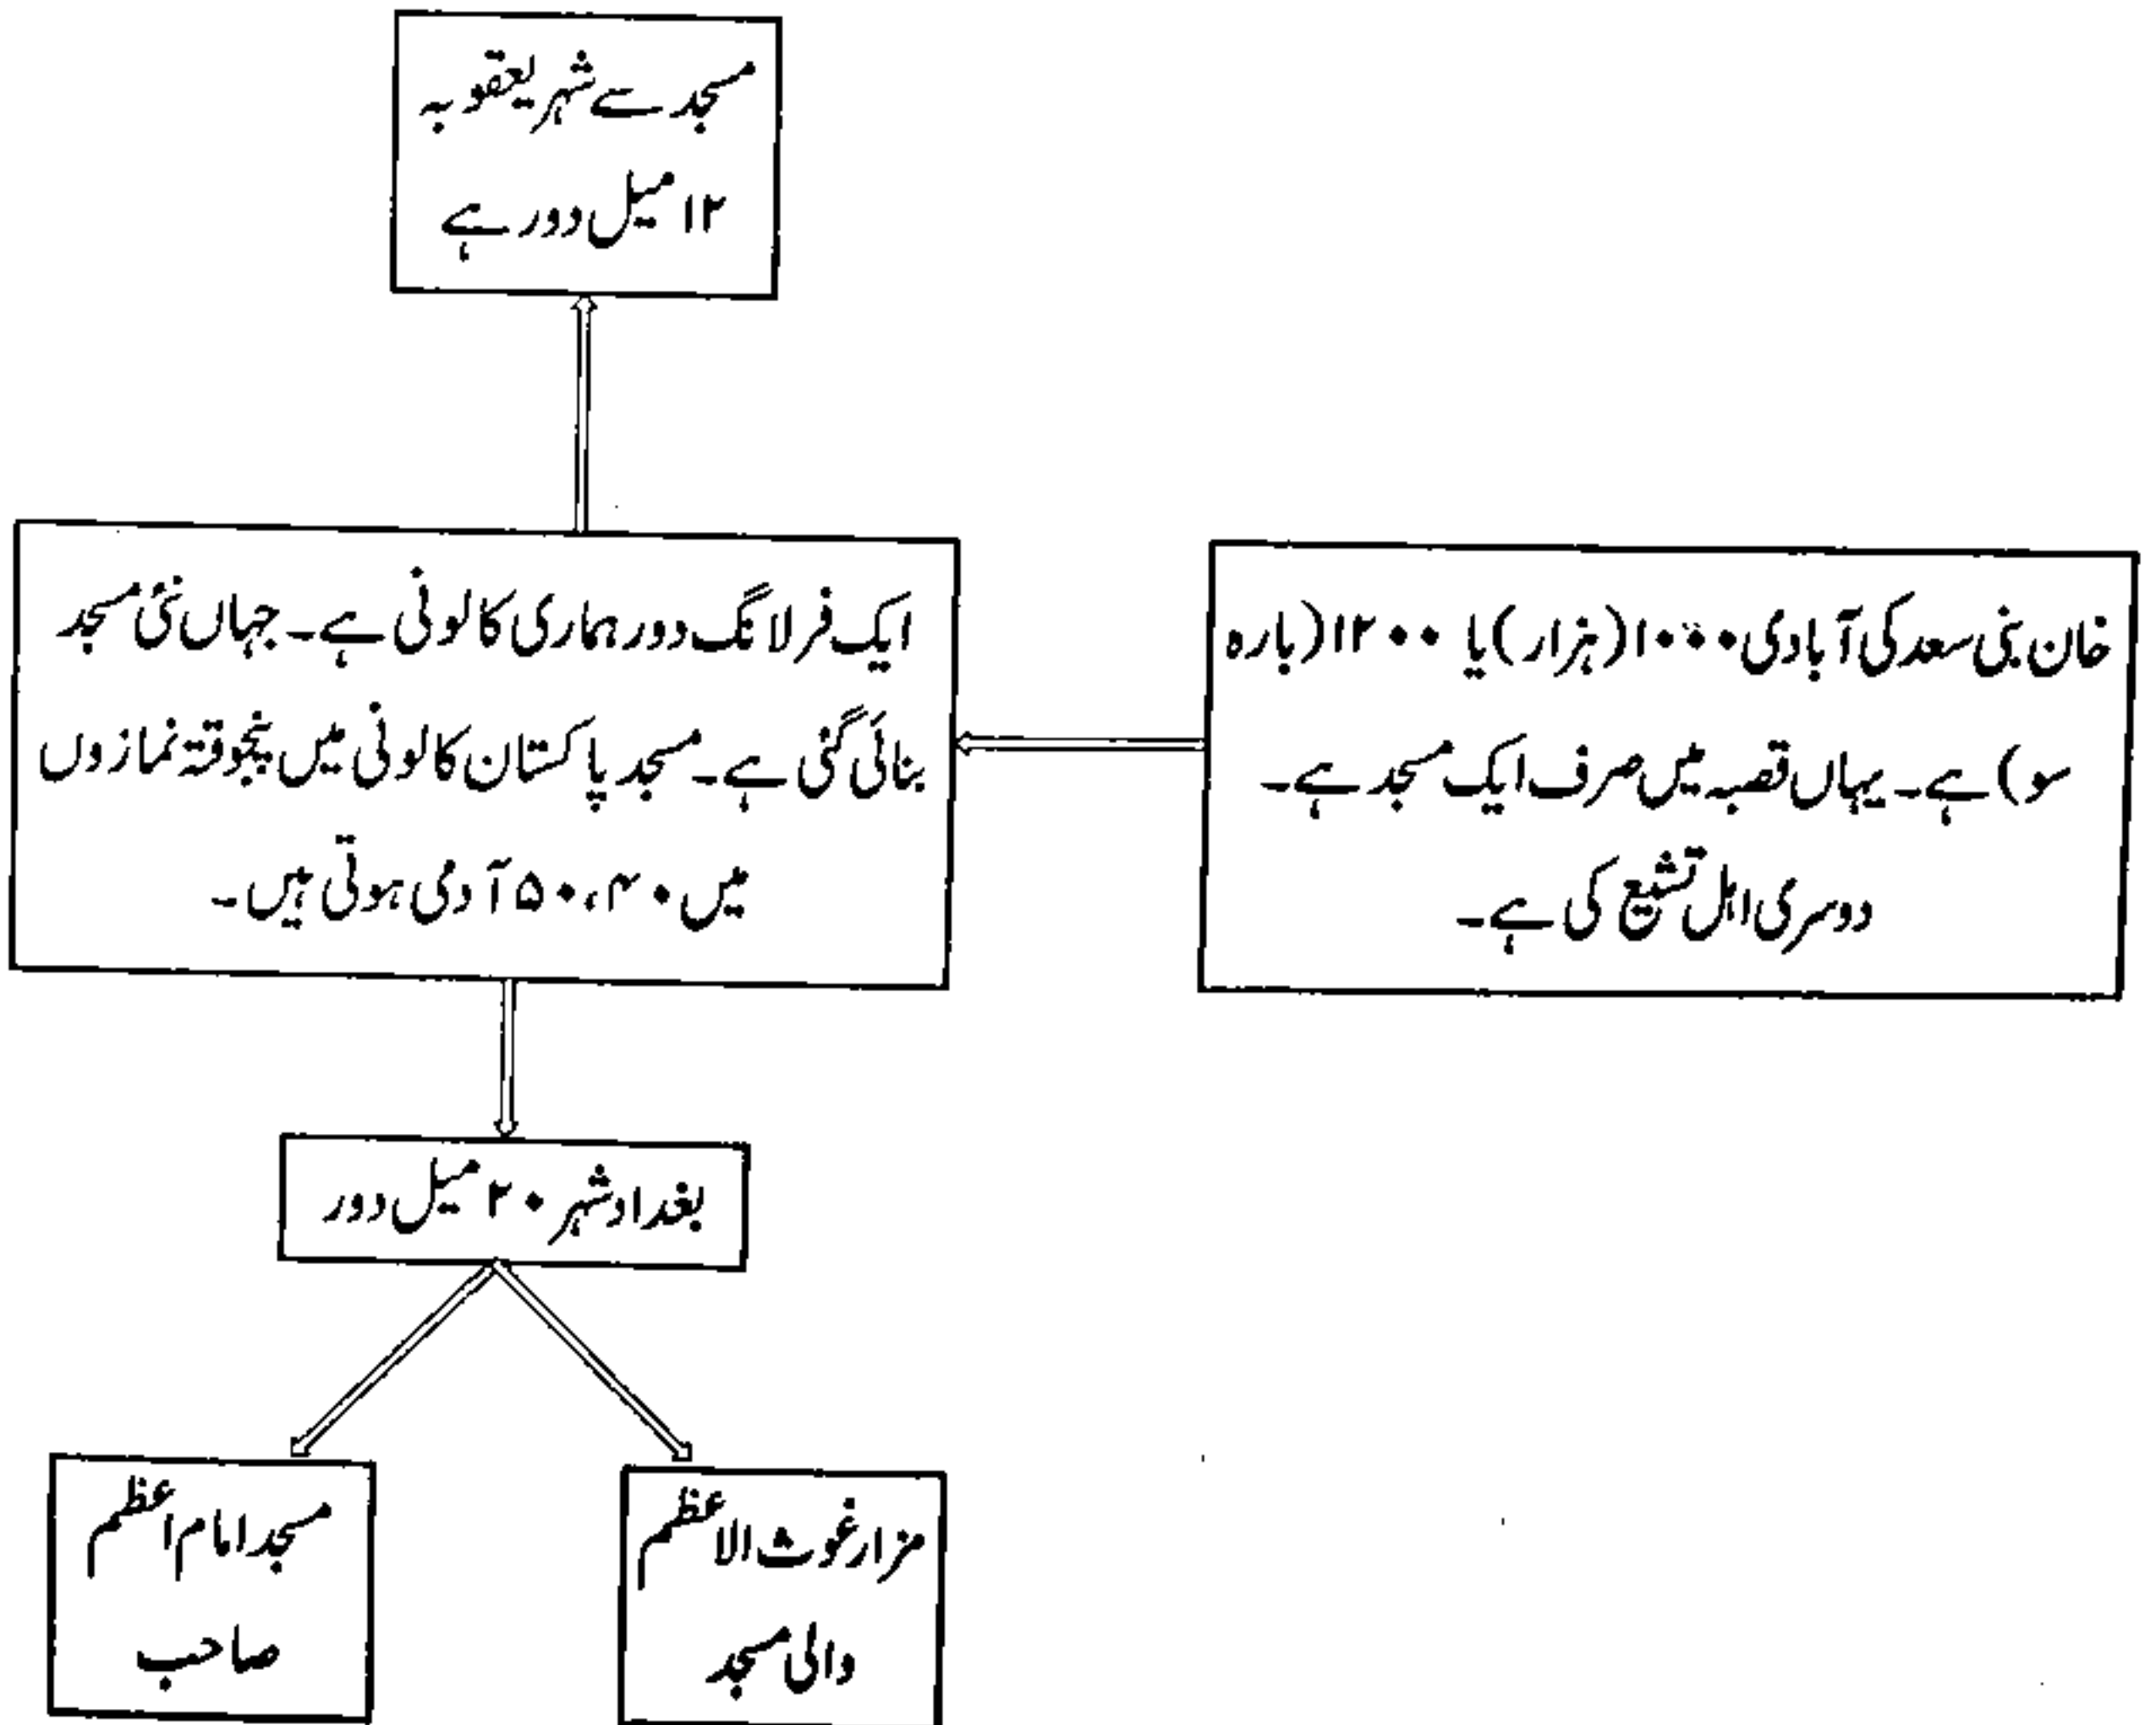 مسجد سے شہر یعقوبہ
۱۲ میل دور ہے
خان بنی سعد کی آبادی ۱۰۰۰ (ہزار) یا ۱۲۰۰ (بارہ
سو) ہے۔ یہاں قصبہ میں صرف ایک مسجد ہے۔
دوسری اہل تشیع کی ہے۔
ایک فرلانگ دور ہماری کالونی ہے۔ جہاں نئی مسجد
بنائی گئی ہے۔ مسجد پاکستان کالونی میں پنجوقتہ نمازوں
میں ۴۰، ۵۰ آدمی ہوتی ہیں۔
بغداد شہر ۲۰ میل دور
مزار غوث الاعظم
والی مسجد
مسجد امام اعظم
صاحب